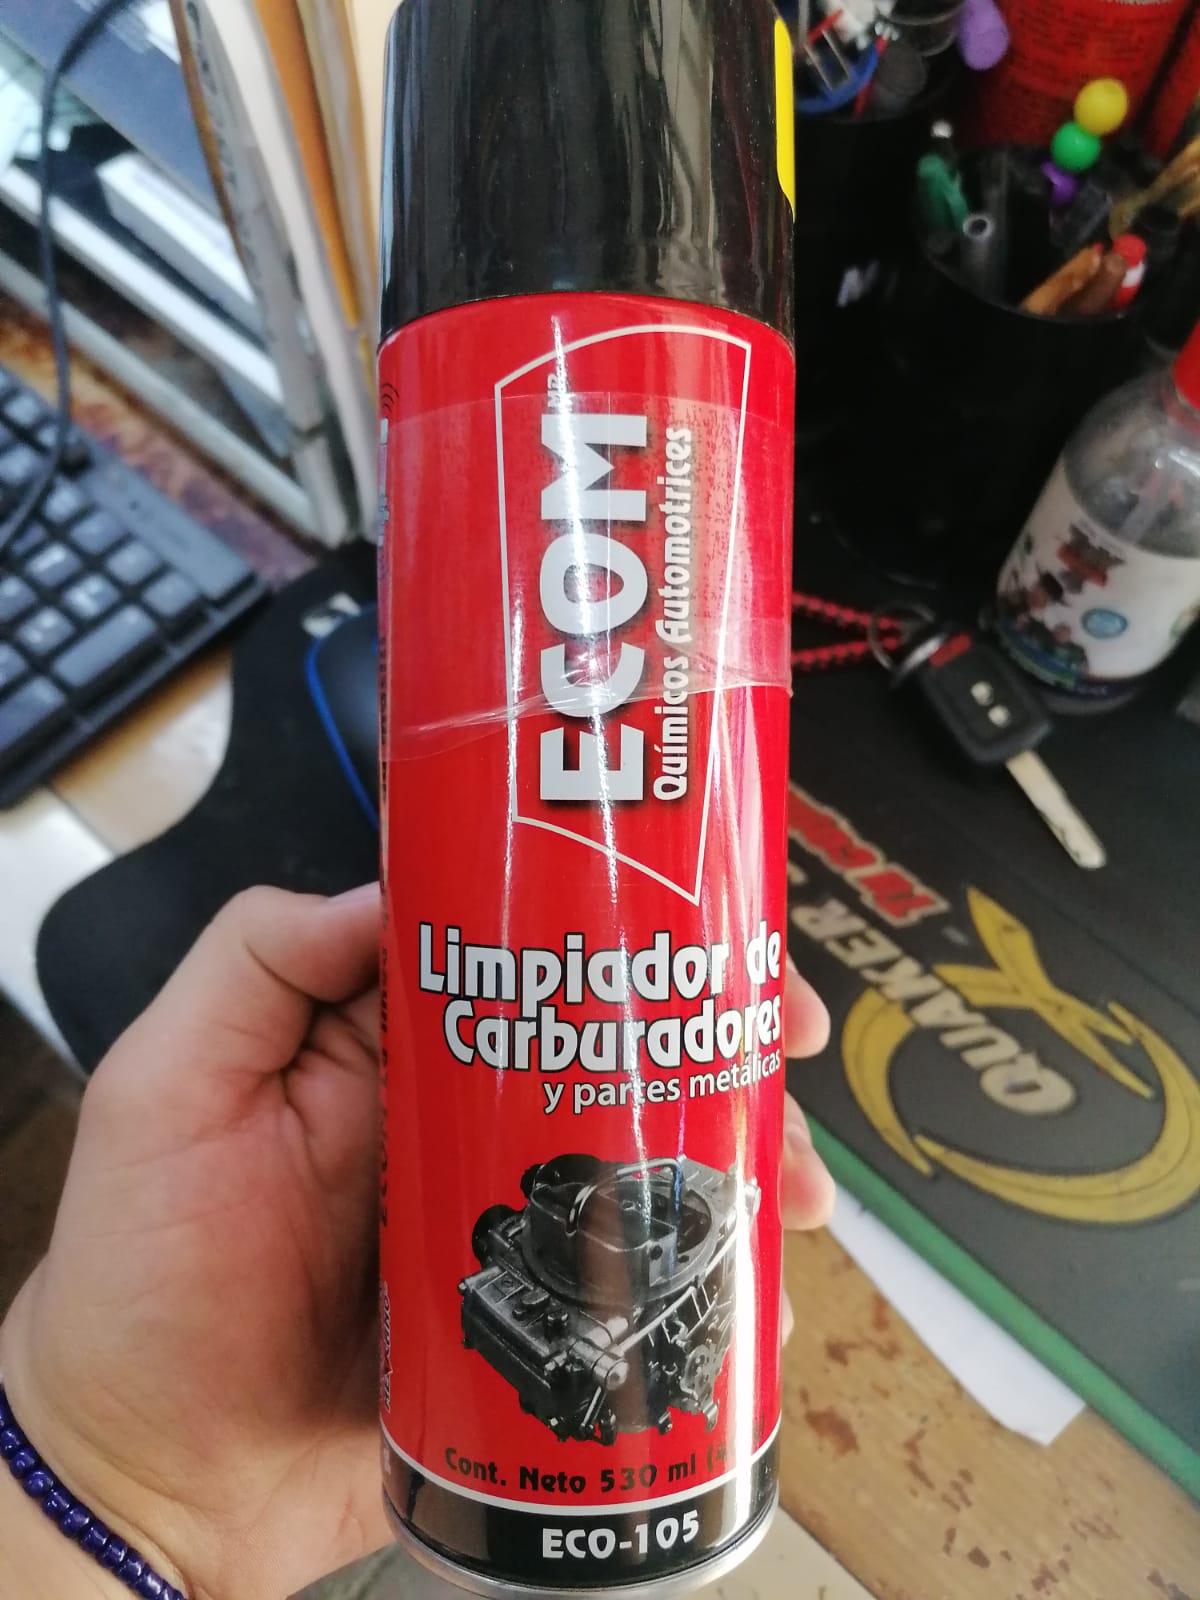 ECOM MR
Químicos Automotrices
Limpiador de
Carburadores
y partes metálicas
Cont. Neto 530 ml
ECO-105
QUAKER